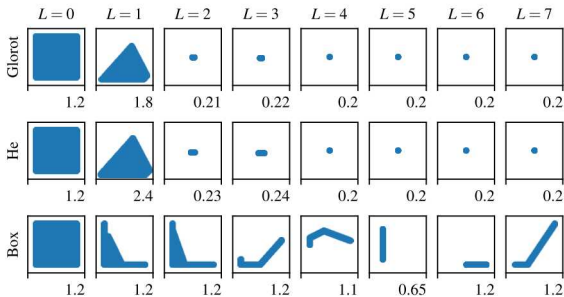 L = 0 L = 1 L = 2 L = 3 L = 4 L = 5 L = 6 L = 7
Glorot
1.2 1.8 0.21 0.22 0.2 0.2 0.2 0.2
He
1.2 2.4 0.23 0.24 0.2 0.2 0.2 0.2
Box
1.2 1.2 1.2 1.2 1.1 0.65 1.2 1.2